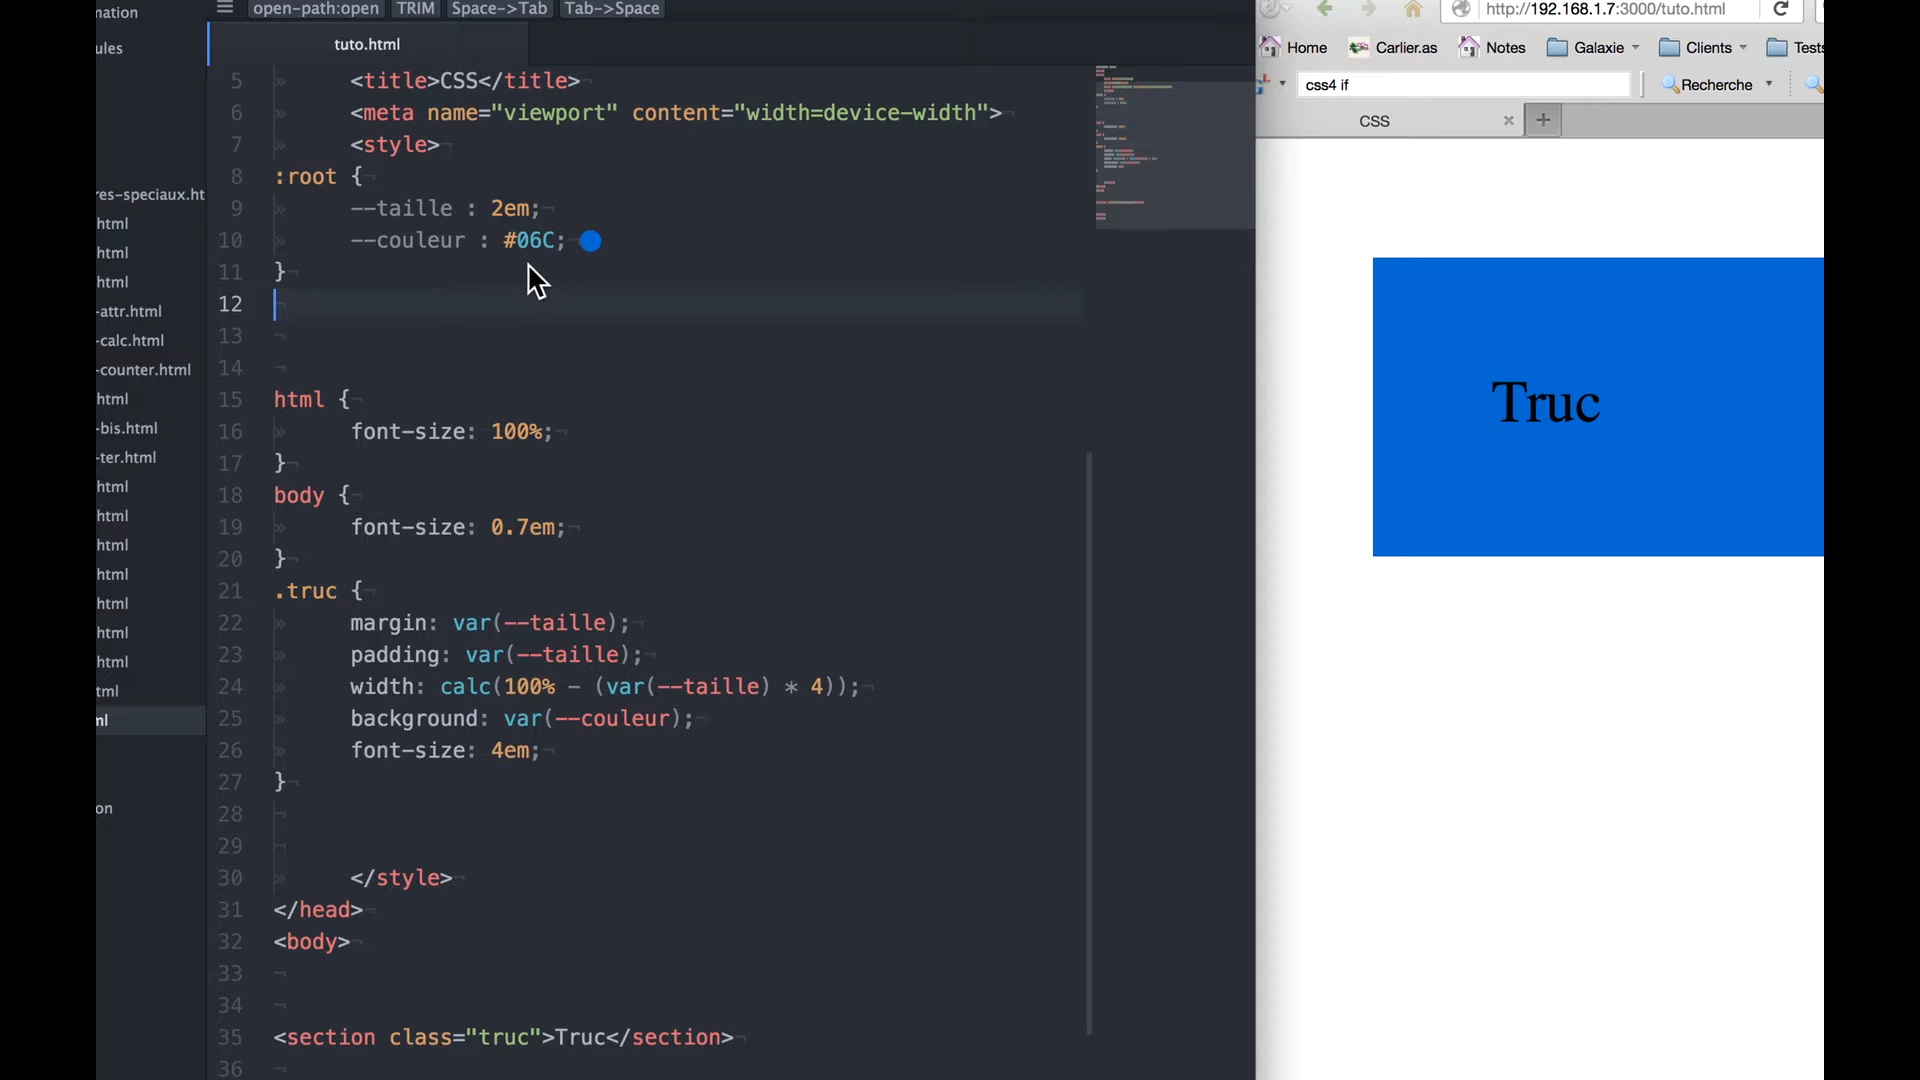 mation
ules
res-speciaux.ht
html
html
html
-attr.html
-calc.html
-counter.html
html
-bis.html
-ter.html
html
html
html
html
html
html
html
tml
ml
on
open-path:open TRIM Space->Tab Tab->Space
tuto.html
5 <title>CSS</title>
6 <meta name="viewport" content="width=device-width">
7 <style>
8 :root {
9 --taille : 2em;
10 --couleur : #06C;
11 }
12
13
14
15 html {
16 font-size: 100%;
17 }
18 body {
19 font-size: 0.7em;
20 }
21 .truc {
22 margin: var(--taille);
23 padding: var(--taille);
24 width: calc(100% - (var(--taille) * 4));
25 background: var(--couleur);
26 font-size: 4em;
27 }
28
29
30 </style>
31 </head>
32 <body>
33
34
35 <section class="truc">Truc</section>
36
http://192.168.1.7:3000/tuto.html
Home Carlier.as Notes Galaxie Clients Tests
css4 if Recherche
CSS
Truc